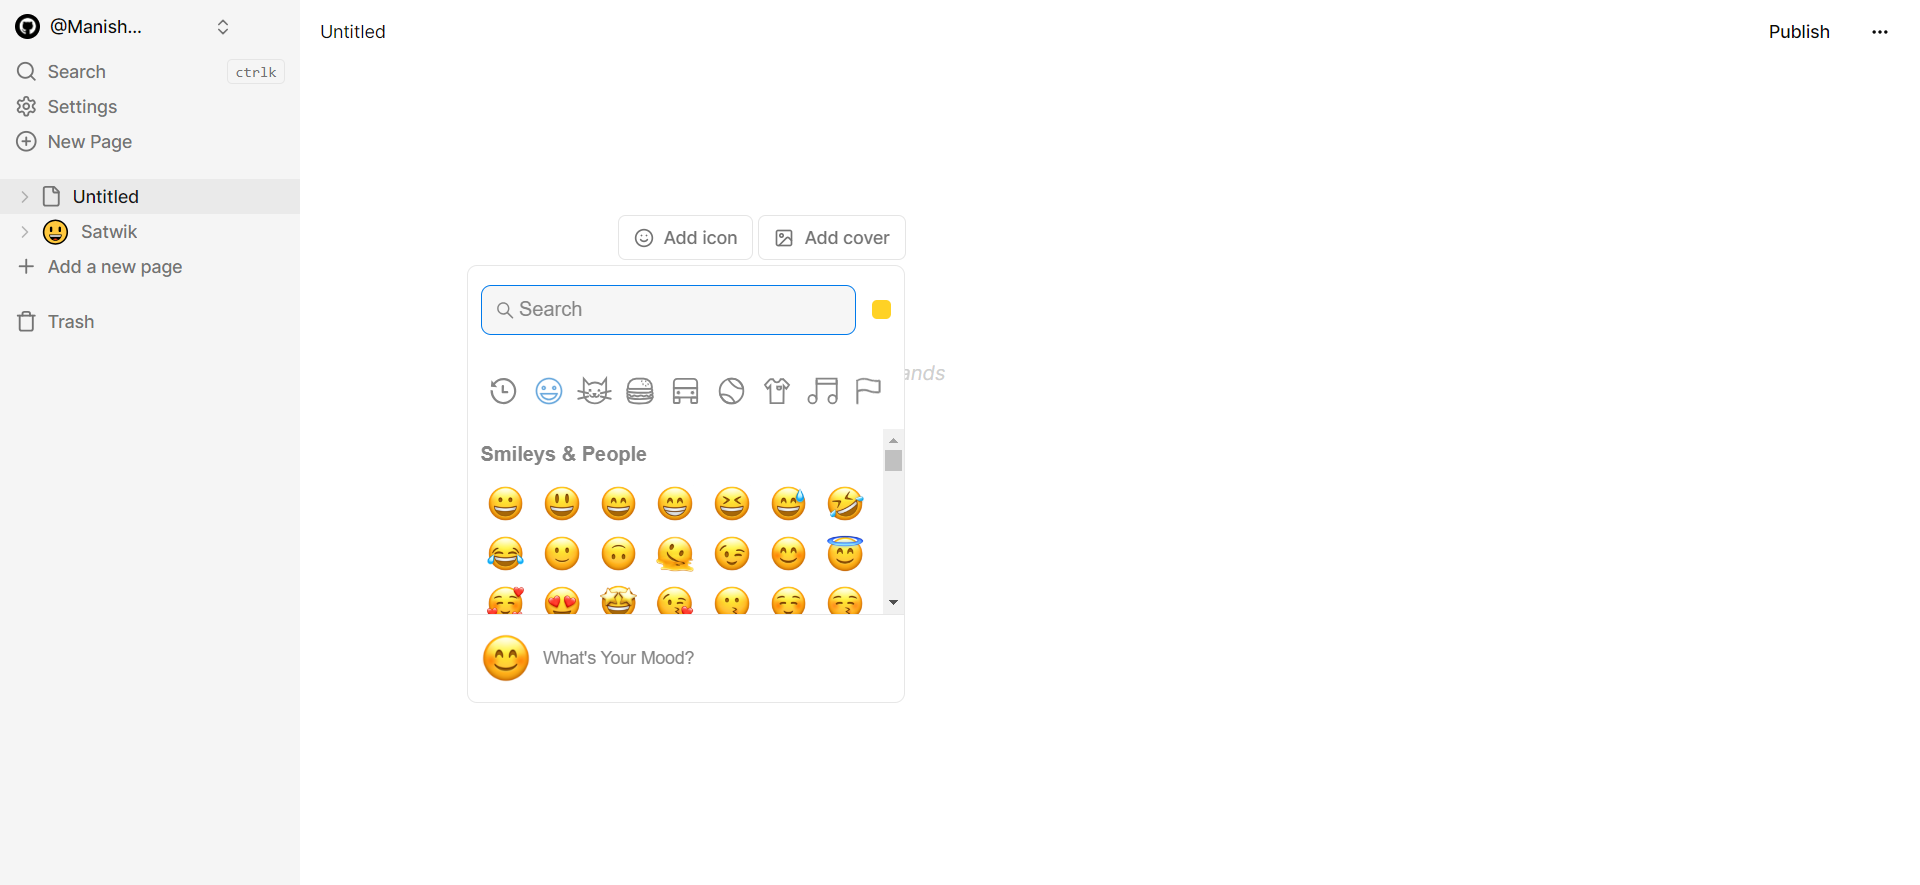 @Manish...
Search
ctrlk
Settings
New Page
Untitled
Satwik
Add a new page
Trash
Untitled
Publish
Add icon
Add cover
Search
ands
Smileys & People
What's Your Mood?